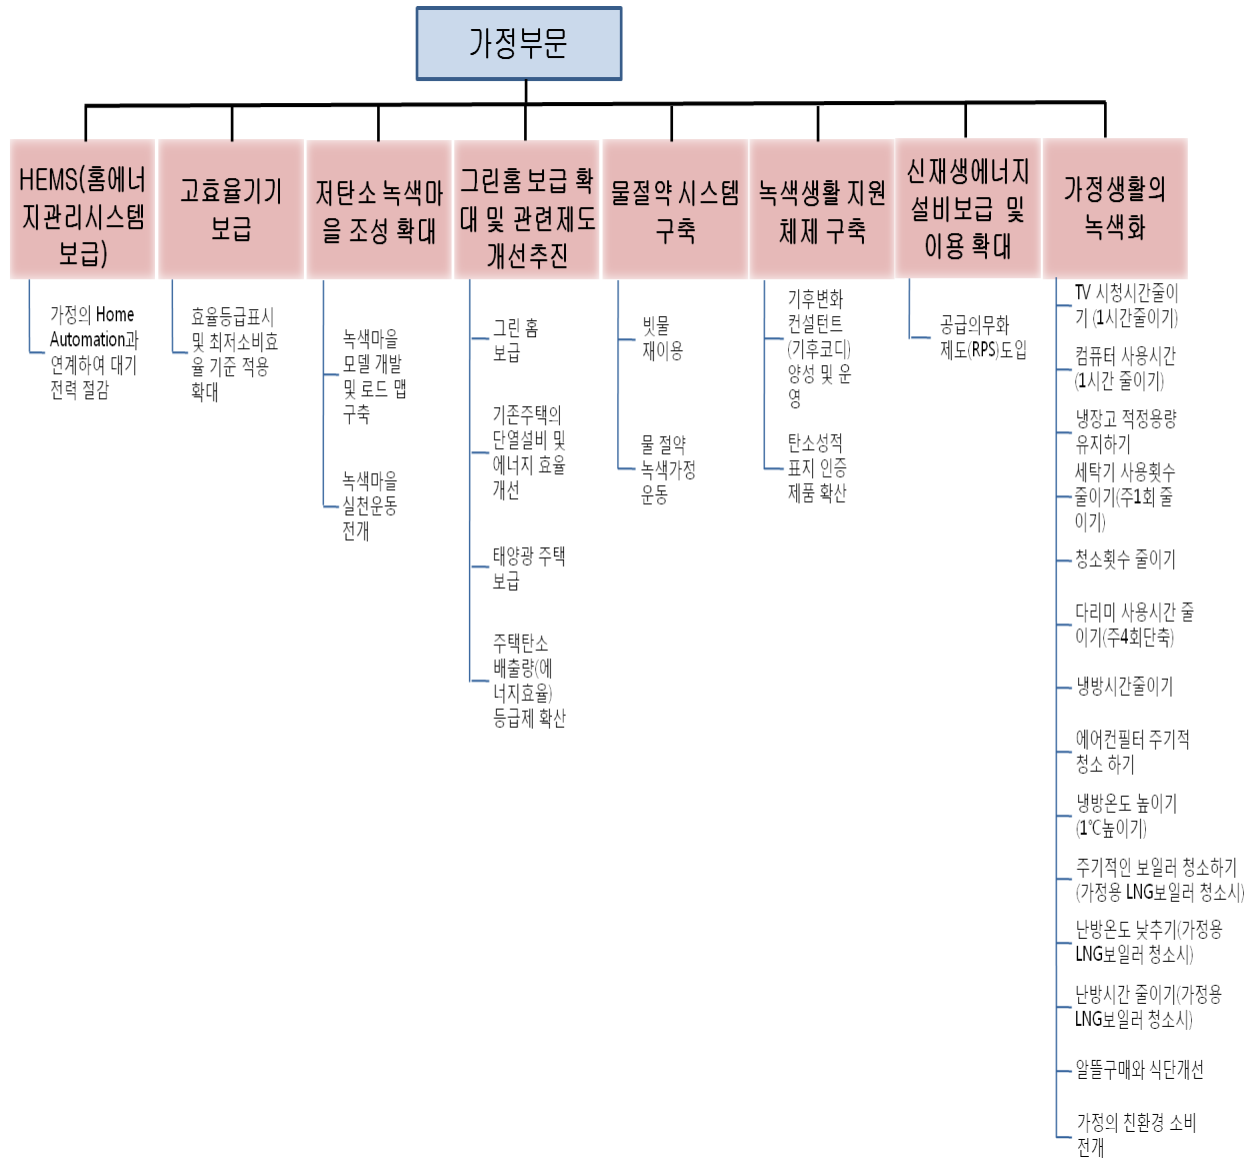 가정부문
HEMS(홈에너
지관리시스템
보급)
가정의 Home
Automation과
연계하여 대기
전력 절감
고효율기기
보급
효율등급표시
및 최저소비효
율 기준 적용
확대
저탄소 녹색마
을 조성 확대
녹색마을
모델 개발
및 로드 맵
구축
녹색마을
실천운동
전개
그린홈 보급 확
대 및 관련제도
개선추진
그린 홈
보급
기존주택의
단열설비 및
에너지 효율
개선
태양광 주택
보급
주택탄소
배출량(에
너지효율)
등급제 확산
물절약 시스템
구축
빗물
재이용
물 절약
녹색가정
운동
녹색생활 지원
체제 구축
기후변화
컨설턴트
(기후코디)
양성 및 운
영
탄소성적
표지 인증
제품 확산
신재생에너지
설비보급 및
이용 확대
공급의무화
제도(RPS)도입
가정생활의
녹색화
TV 시청시간줄이
기 (1시간줄이기)
컴퓨터 사용시간
(1시간 줄이기)
냉장고 적정용량
유지하기
세탁기 사용횟수
줄이기(주1회 줄
이기)
청소횟수 줄이기
다리미 사용시간 줄
이기(주4회단축)
냉방시간줄이기
에어컨필터 주기적
청소 하기
냉방온도 높이기
(1℃높이기)
주기적인 보일러 청소하기
(가정용 LNG보일러 청소시)
난방온도 낮추기(가정용
LNG보일러 청소시)
난방시간 줄이기(가정용
LNG보일러 청소시)
알뜰구매와 식단개선
가정의 친환경 소비
전개